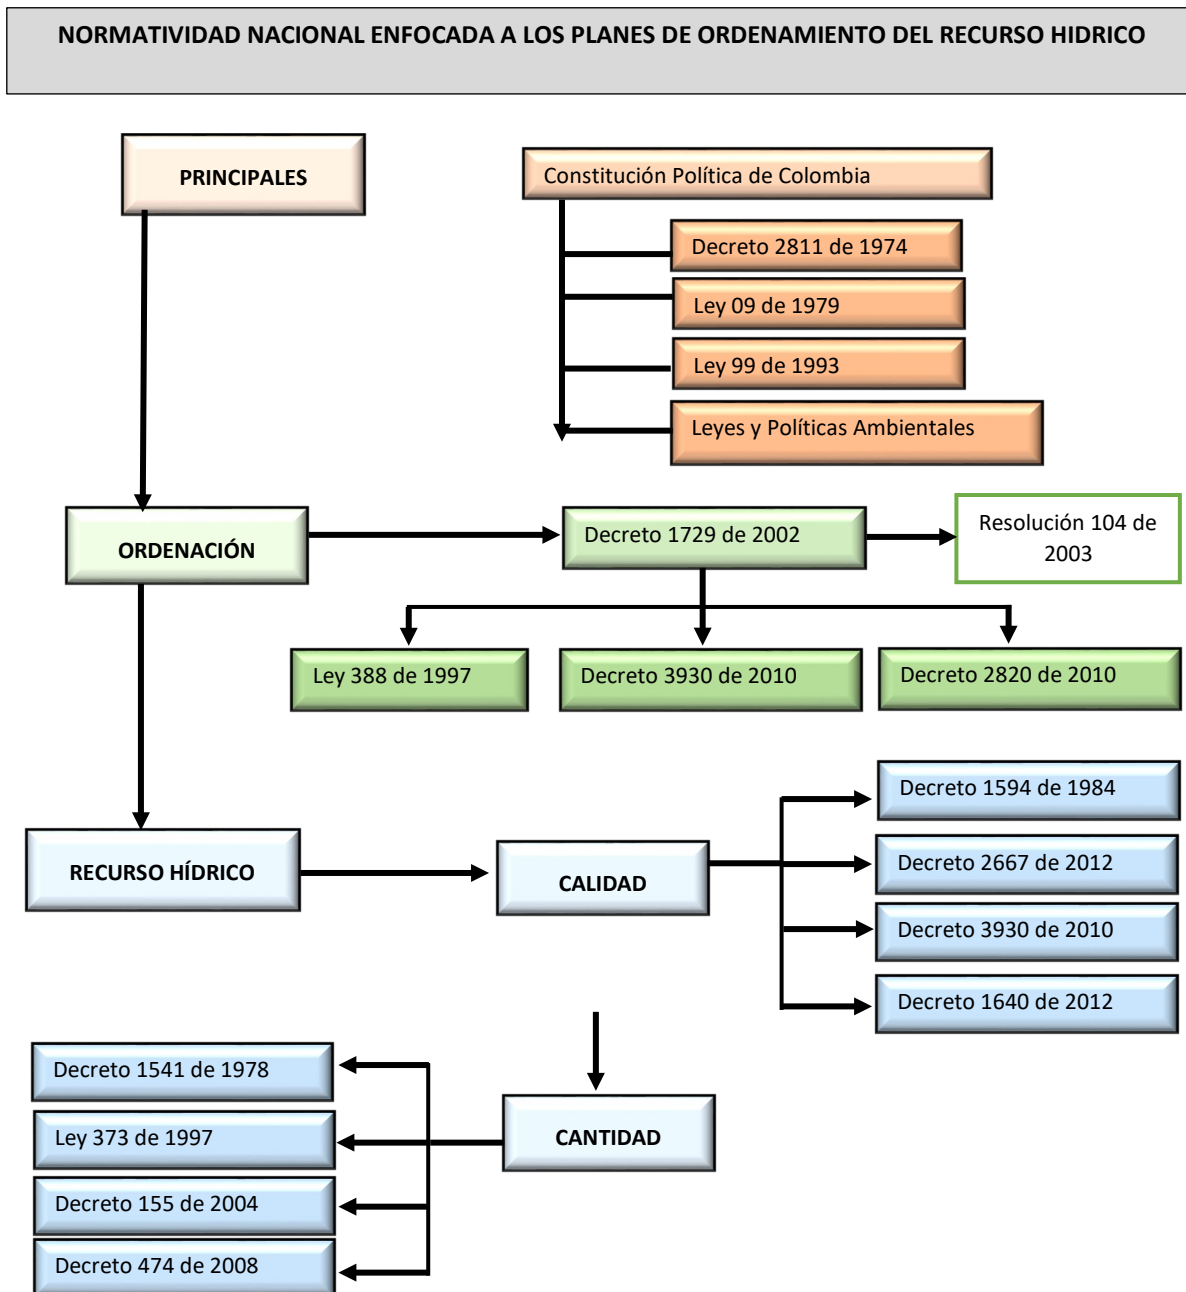 NORMATIVIDAD NACIONAL ENFOCADA A LOS PLANES DE ORDENAMIENTO DEL RECURSO HIDRICO
PRINCIPALES
Constitución Política de Colombia
Decreto 2811 de 1974
Ley 09 de 1979
Ley 99 de 1993
Leyes y Políticas Ambientales
ORDENACIÓN
Decreto 1729 de 2002
Resolución 104 de
2003
Ley 388 de 1997
Decreto 3930 de 2010
Decreto 2820 de 2010
RECURSO HÍDRICO
CALIDAD
Decreto 1594 de 1984
Decreto 2667 de 2012
Decreto 3930 de 2010
Decreto 1640 de 2012
CANTIDAD
Decreto 1541 de 1978
Ley 373 de 1997
Decreto 155 de 2004
Decreto 474 de 2008